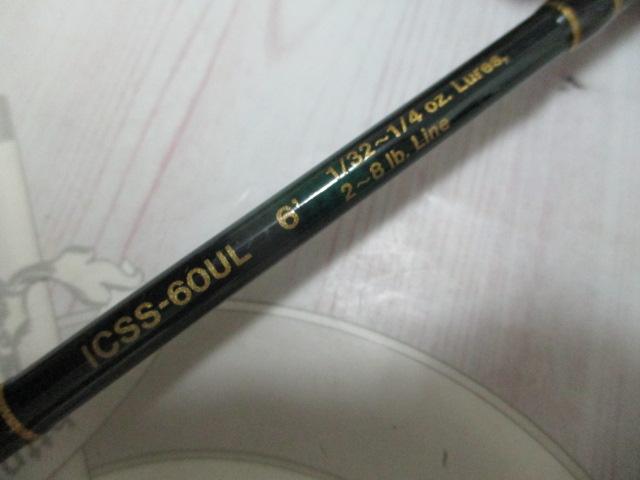 ICSS-60UL 6' 1/32~1/4 oz. Lures,
2~8 lb. Line